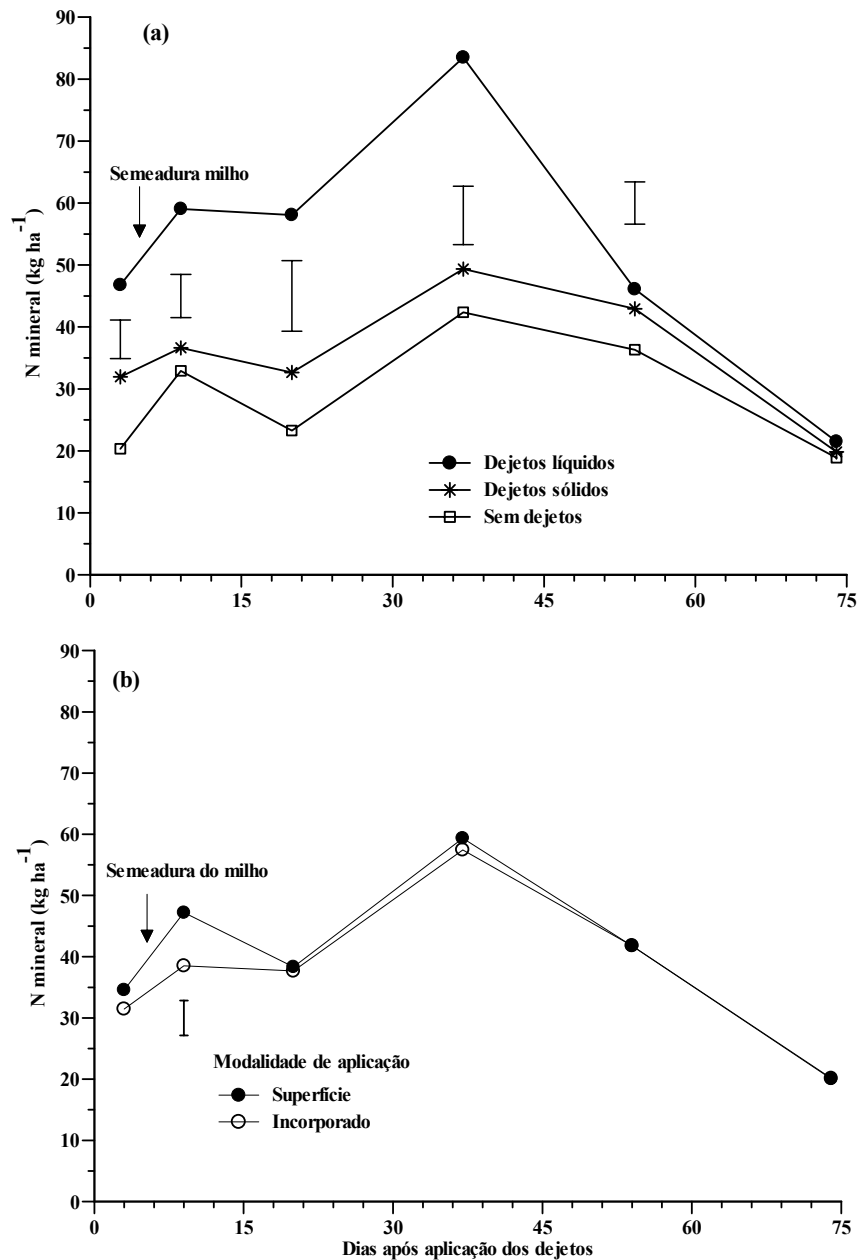 (a)
90
80
70
60
50
40
30
20
10
0
N mineral (kg ha⁻¹)
Semeadura milho
Dejetos líquidos
Dejetos sólidos
Sem dejetos
0 15 30 45 60 75
(b)
90
80
70
60
50
40
30
20
10
0
N mineral (kg ha⁻¹)
Semeadura do milho
Modalidade de aplicação
Superfície
Incorporado
0 15 30 45 60 75
Dias após aplicação dos dejetos